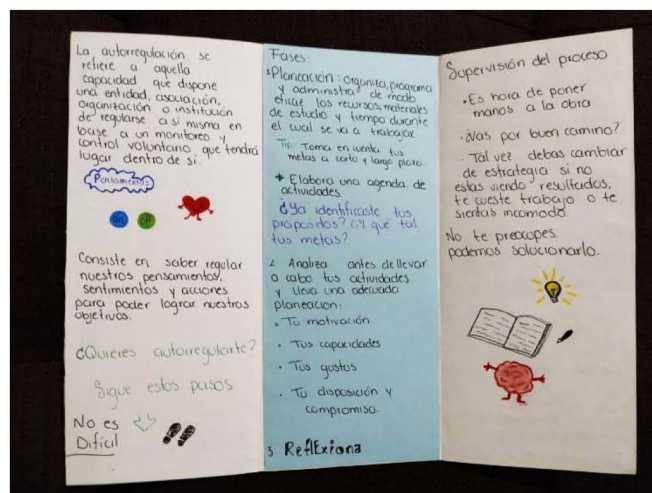 La autorregulación se
refiere a aquella
capacidad que dispone
una entidad, asociación,
organización o institución
de regularse a sí misma en
base a un monitoreo y
control voluntario que tendrá
lugar dentro de sí.
Pensamientos
on off
Consiste en saber regular
nuestros pensamientos,
sentimientos y acciones
para poder lograr nuestros
objetivos.
¿Quieres autorregularte?
Sigue estos pasos
No es
Difícil
Fases:
1 Planeación: organiza, programa
y administra de modo
eficaz los recursos, materiales
de estudio y tiempo durante
el cual se va a trabajar
Tip: Toma en cuenta tus
metas a corto y largo plazo.
Elabora una agenda de
actividades.
¿Ya identificaste tus
propositos? ¿Y qué tal
tus metas?
2 Analiza antes de llevar
a cabo tus actividades
y lleva una adecuada
planeacion:
• Tu motivación
• Tus capacidades
• Tus gustos
• Tu disposición y
compromiso.
3 ReflExiona
Supervisión del proceso
• Es hora de poner
manos a la obra
• ¿Vas por buen camino?
• Tal vez debas cambiar
de estrategia si no
estas viendo resultados,
te cueste trabajo o te
sientas incomodo.
No te preocupes.
podemos solucionarlo.